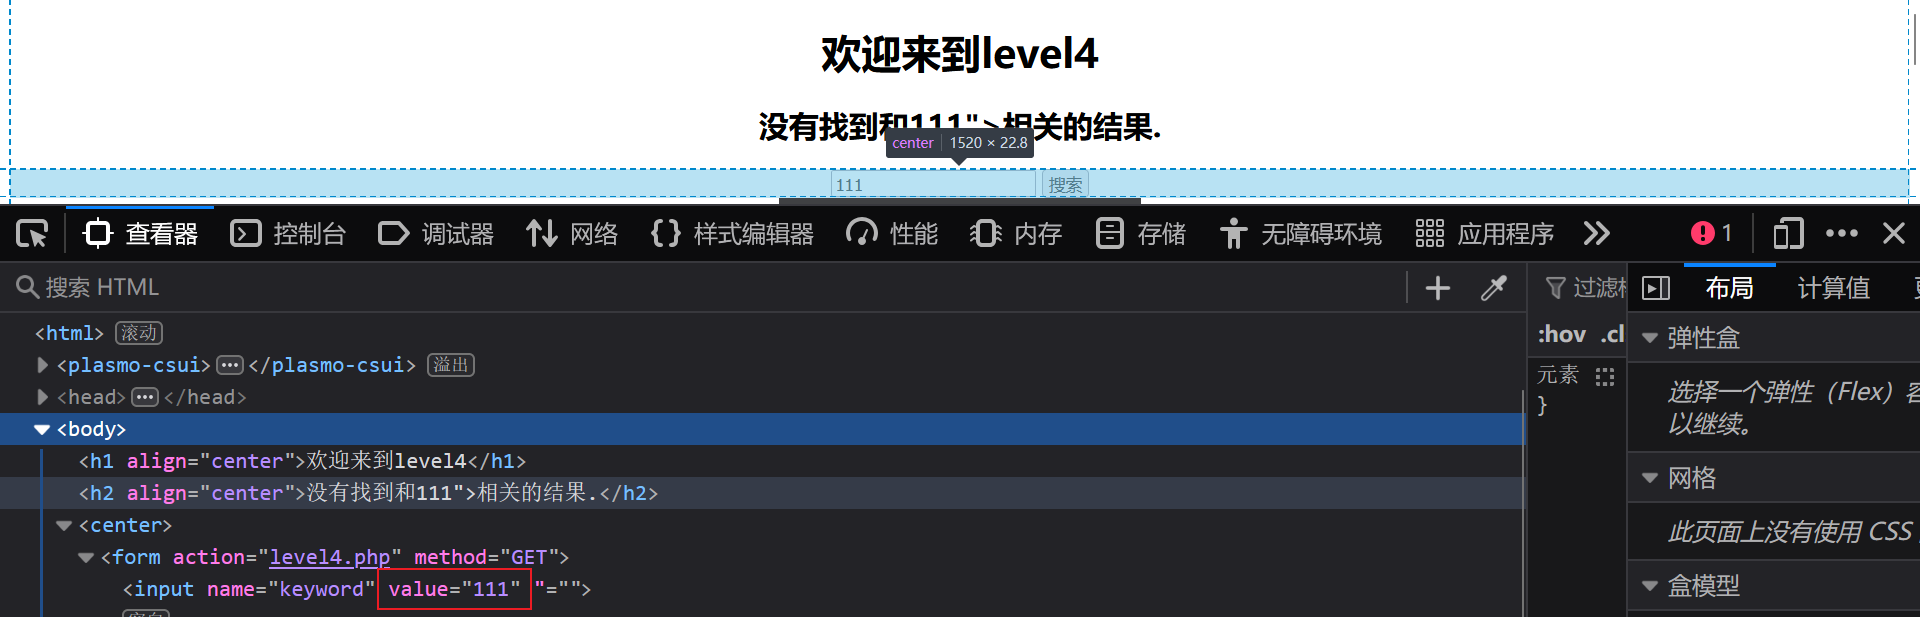 欢迎来到level4
没有找到和111">相关的结果.
center 1520 × 22.8
111 搜索
查看器 控制台 调试器 网络 {} 样式编辑器 性能 内存 存储 无障碍环境 应用程序 1
搜索 HTML
过滤
布局 计算值
<html> 滚动
:hov .cl
弹性盒
<plasmo-csui> ••• </plasmo-csui> 溢出
元素
<head> ••• </head>
选择一个弹性（Flex）容
}
以继续。
<body>
<h1 align="center">欢迎来到level4</h1>
网格
<h2 align="center">没有找到和111">相关的结果.</h2>
<center>
此页面上没有使用 CSS
<form action="level4.php" method="GET">
盒模型
<input name="keyword" value="111" "="">
空白